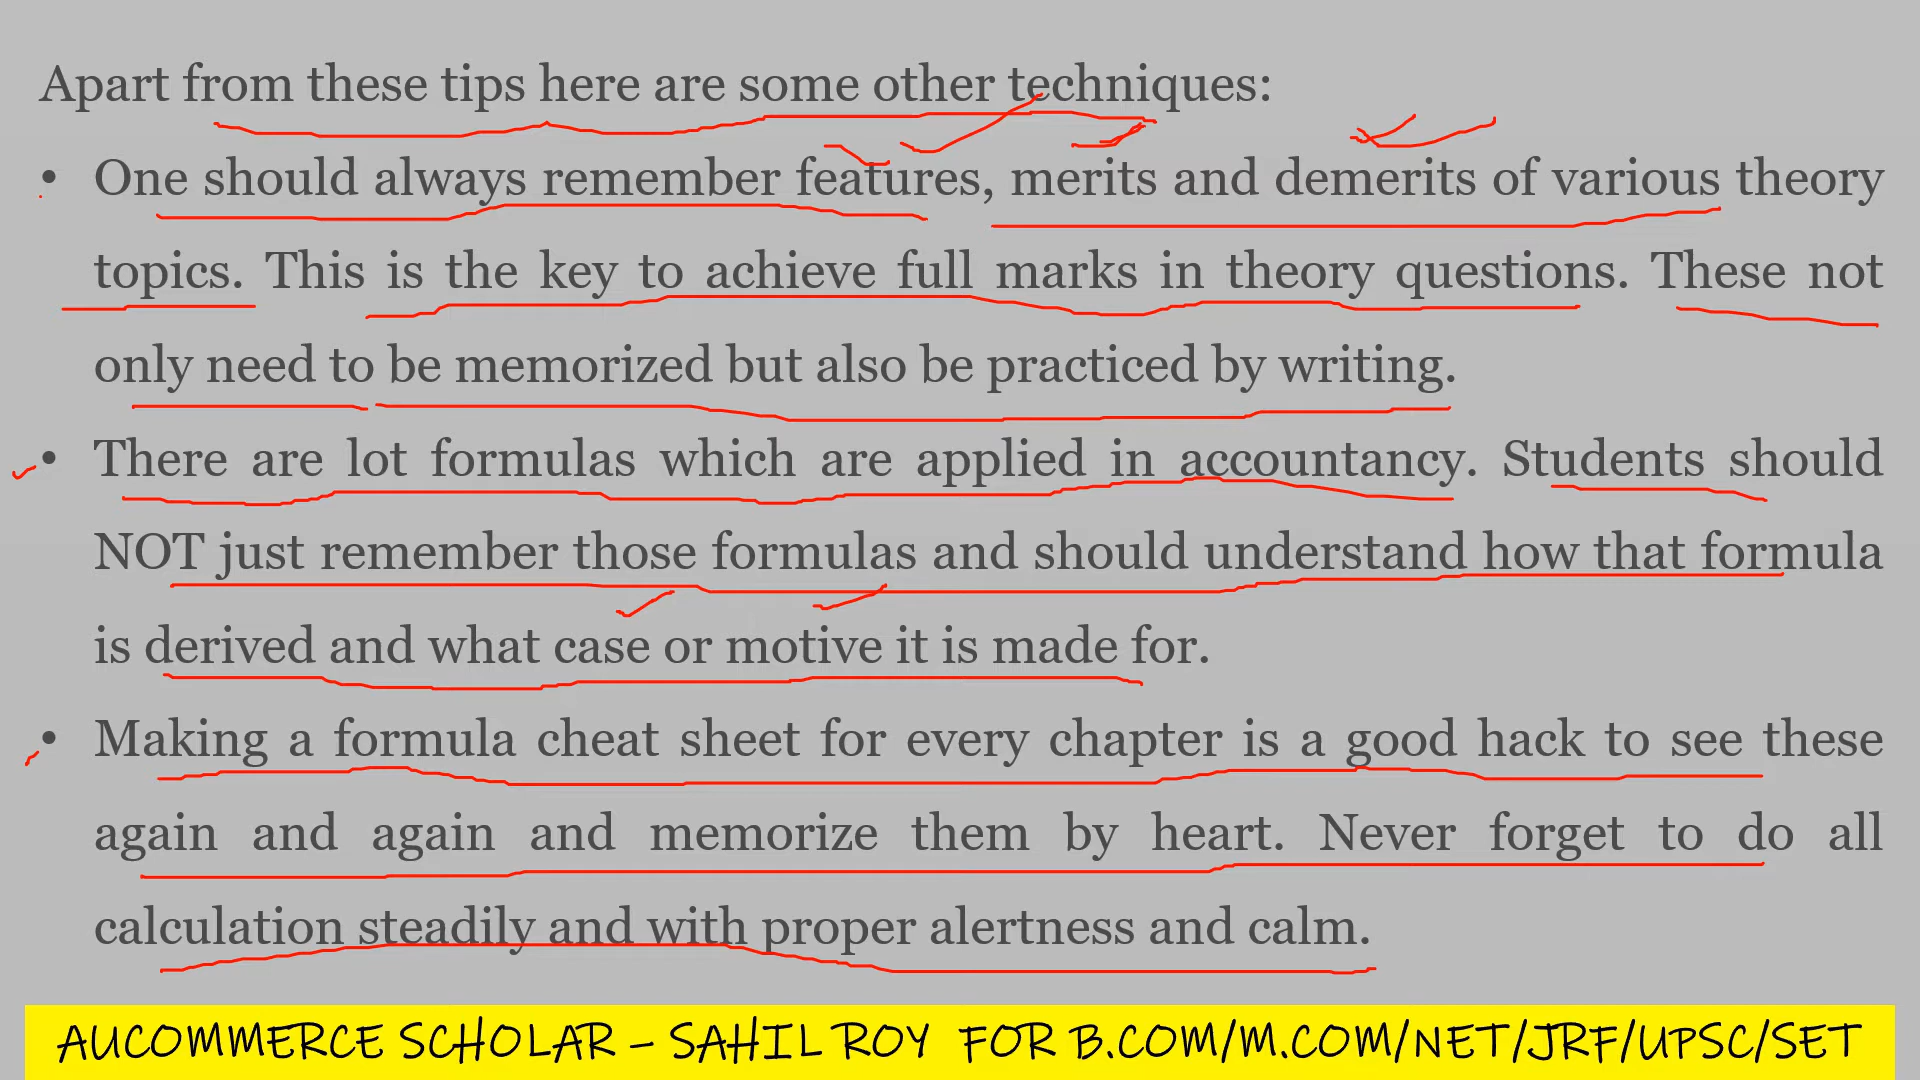 Apart from these tips here are some other techniques:
• One should always remember features, merits and demerits of various theory
topics. This is the key to achieve full marks in theory questions. These not
only need to be memorized but also be practiced by writing.
• There are lot formulas which are applied in accountancy. Students should
NOT just remember those formulas and should understand how that formula
is derived and what case or motive it is made for.
• Making a formula cheat sheet for every chapter is a good hack to see these
again and again and memorize them by heart. Never forget to do all
calculation steadily and with proper alertness and calm.
AUCOMMERCE SCHOLAR – SAHIL ROY FOR B.COM/M.COM/NET/JRF/UPSC/SET